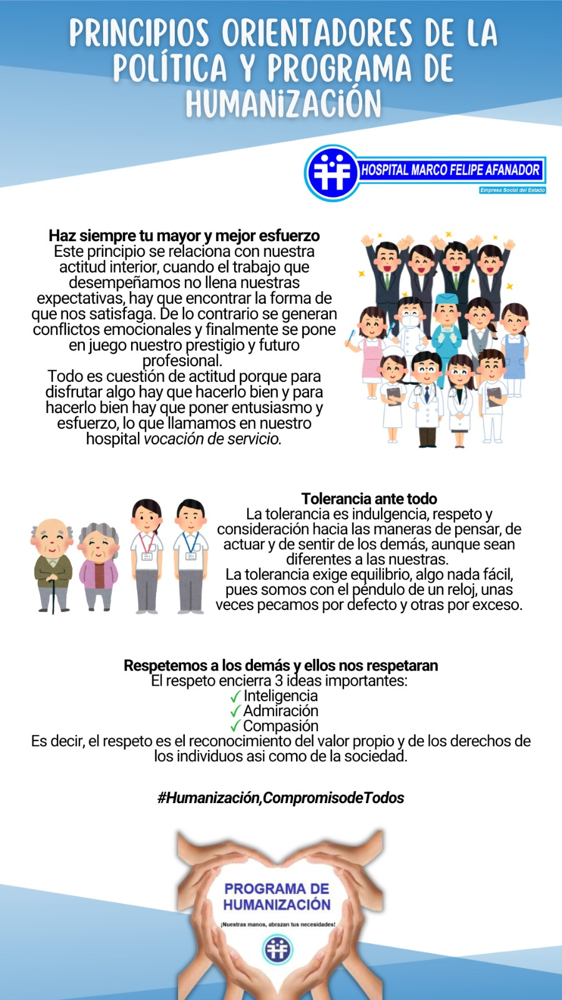 PRINCIPIOS ORIENTADORES DE LA
POLÍTICA Y PROGRAMA DE
HUMANIZACIÓN
HOSPITAL MARCO FELIPE AFANADOR
Empresa Social del Estado
Haz siempre tu mayor y mejor esfuerzo
Este principio se relaciona con nuestra
actitud interior, cuando el trabajo que
desempeñamos no llena nuestras
expectativas, hay que encontrar la forma de
que nos satisfaga. De lo contrario se generan
conflictos emocionales y finalmente se pone
en juego nuestro prestigio y futuro
profesional.
Todo es cuestión de actitud porque para
disfrutar algo hay que hacerlo bien y para
hacerlo bien hay que poner entusiasmo y
esfuerzo, lo que llamamos en nuestro
hospital vocación de servicio.
Tolerancia ante todo
La tolerancia es indulgencia, respeto y
consideración hacia las maneras de pensar, de
actuar y de sentir de los demás, aunque sean
diferentes a las nuestras.
La tolerancia exige equilibrio, algo nada fácil,
pues somos con el péndulo de un reloj, unas
veces pecamos por defecto y otras por exceso.
Respetemos a los demás y ellos nos respetaran
El respeto encierra 3 ideas importantes:
✓Inteligencia
✓Admiración
✓Compasión
Es decir, el respeto es el reconocimiento del valor propio y de los derechos de
los individuos asi como de la sociedad.
#Humanización,CompromisodeTodos
PROGRAMA DE
HUMANIZACIÓN
¡Nuestras manos, abrazan tus necesidades!